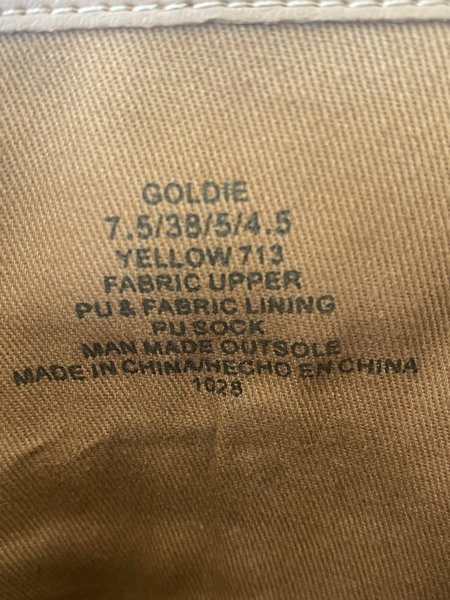 GOLDIE
7.5/38/5/4.5
YELLOW 713
FABRIC UPPER
PU & FABRIC LINING
PU SOCK
MAN MADE OUTSOLE
MADE IN CHINA/HECHO EN CHINA
1028